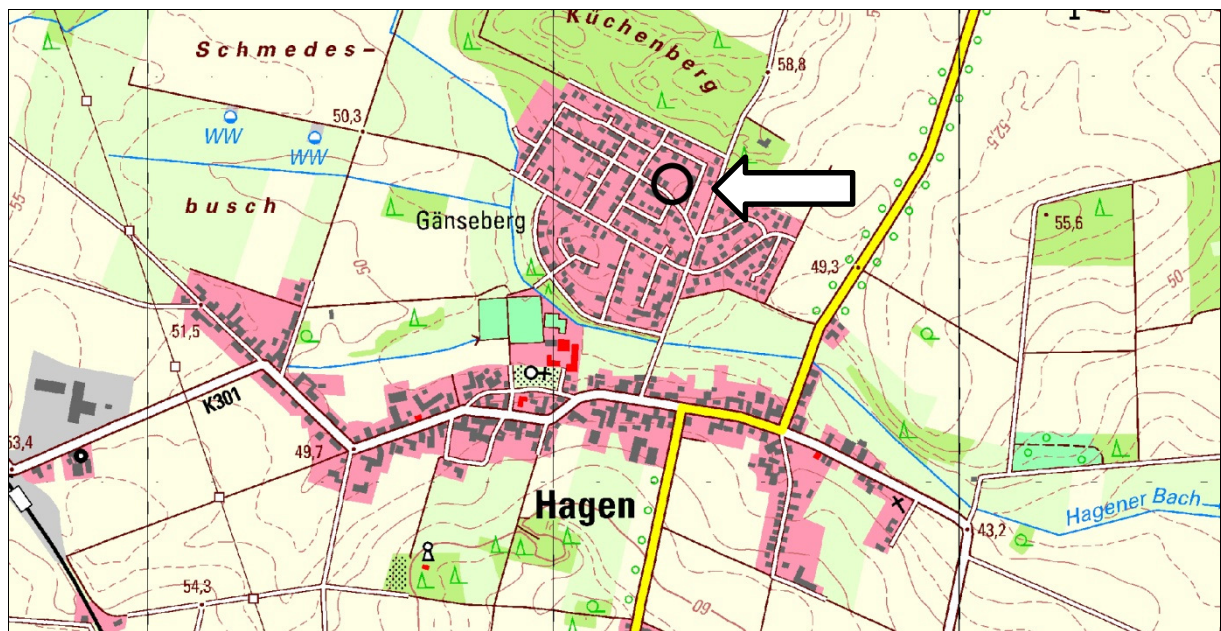 Küchenberg
Schmedes-
58,8
50,3
52,5
WW
WW
55
busch
Gänseberg
55,6
49,3
50
50
51,5
K301
53,4
49,7
Hagen
Hagener Bach
43,2
54,3
60